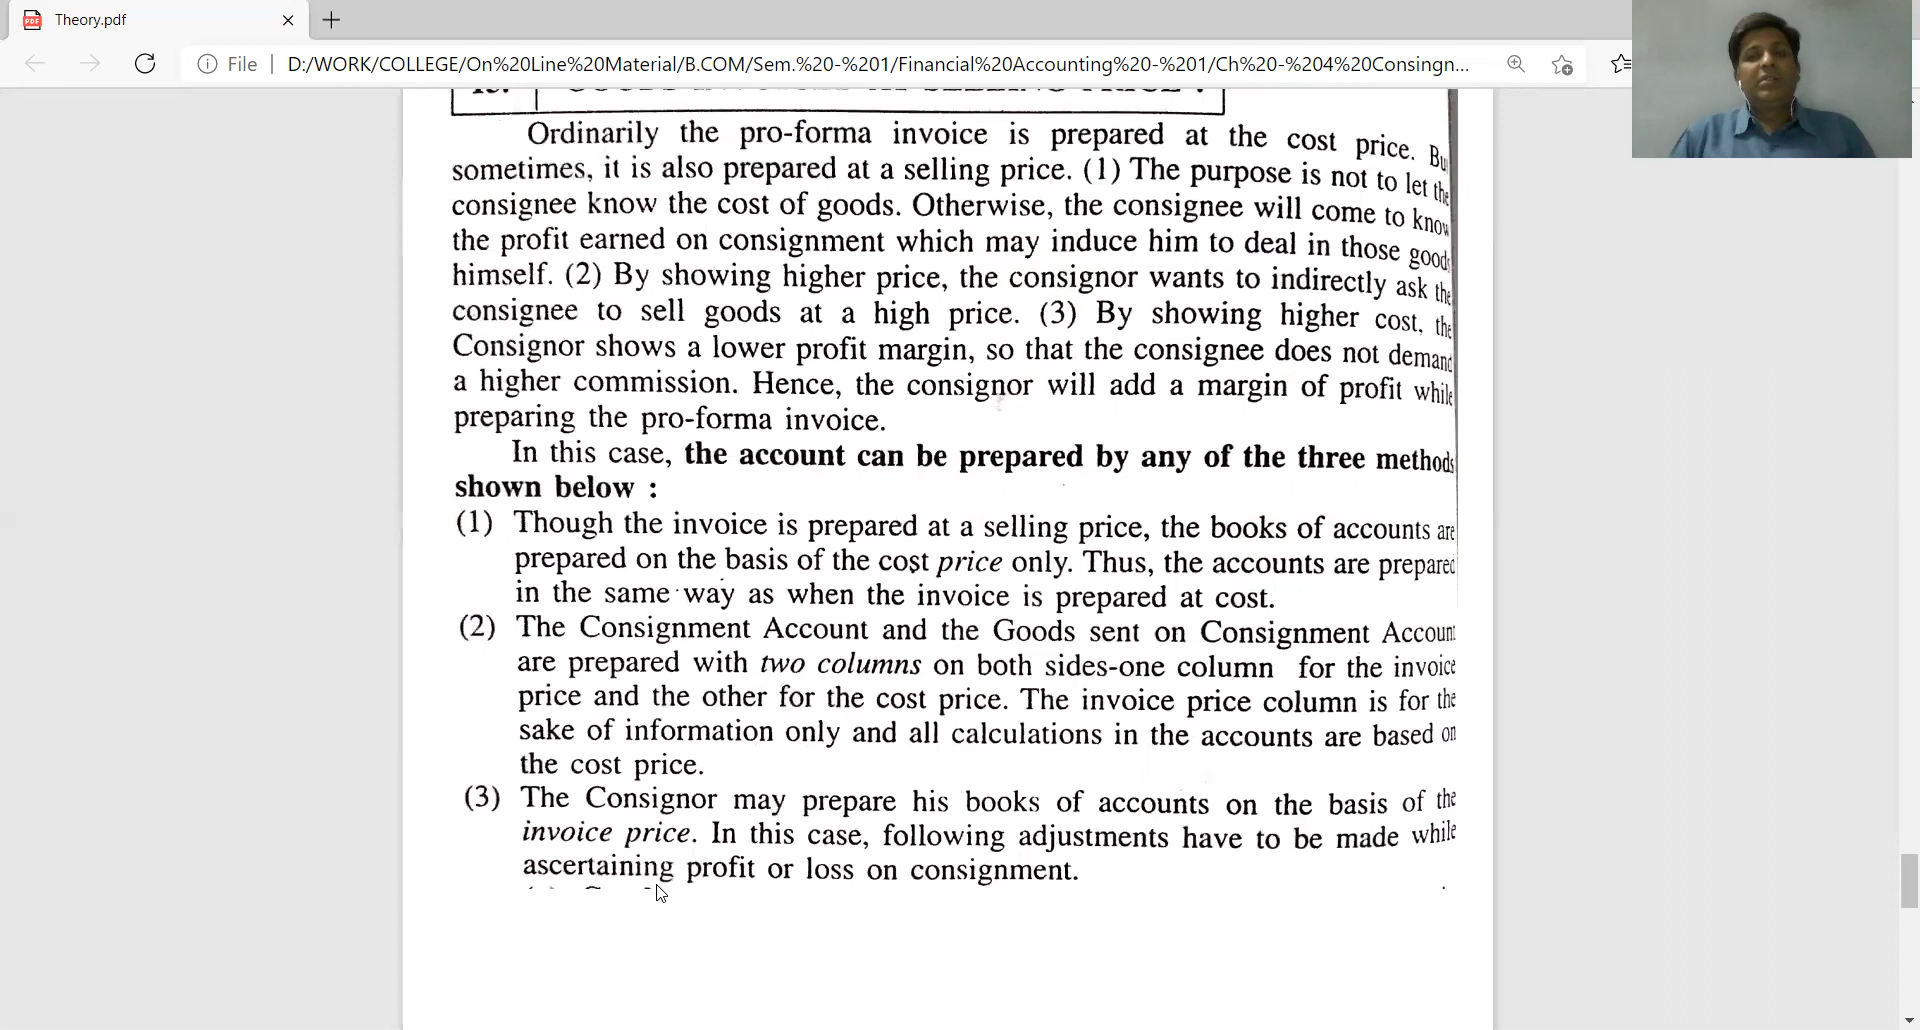 Theory.pdf
File D:/WORK/COLLEGE/On%20Line%20Material/B.COM/Sem.%20-%201/Financial%20Accounting%20-%201/Ch%20-%204%20Consingn...
Ordinarily the pro-forma invoice is prepared at the cost price. Bu
sometimes, it is also prepared at a selling price. (1) The purpose is not to let the
consignee know the cost of goods. Otherwise, the consignee will come to know
the profit earned on consignment which may induce him to deal in those goods
himself. (2) By showing higher price, the consignor wants to indirectly ask the
consignee to sell goods at a high price. (3) By showing higher cost, the
Consignor shows a lower profit margin, so that the consignee does not demand
a higher commission. Hence, the consignor will add a margin of profit while
preparing the pro-forma invoice.
In this case, the account can be prepared by any of the three methods
shown below :
(1) Though the invoice is prepared at a selling price, the books of accounts are
prepared on the basis of the cost price only. Thus, the accounts are prepared
in the same way as when the invoice is prepared at cost.
(2) The Consignment Account and the Goods sent on Consignment Account
are prepared with two columns on both sides-one column for the invoice
price and the other for the cost price. The invoice price column is for the
sake of information only and all calculations in the accounts are based on
the cost price.
(3) The Consignor may prepare his books of accounts on the basis of the
invoice price. In this case, following adjustments have to be made while
ascertaining profit or loss on consignment.